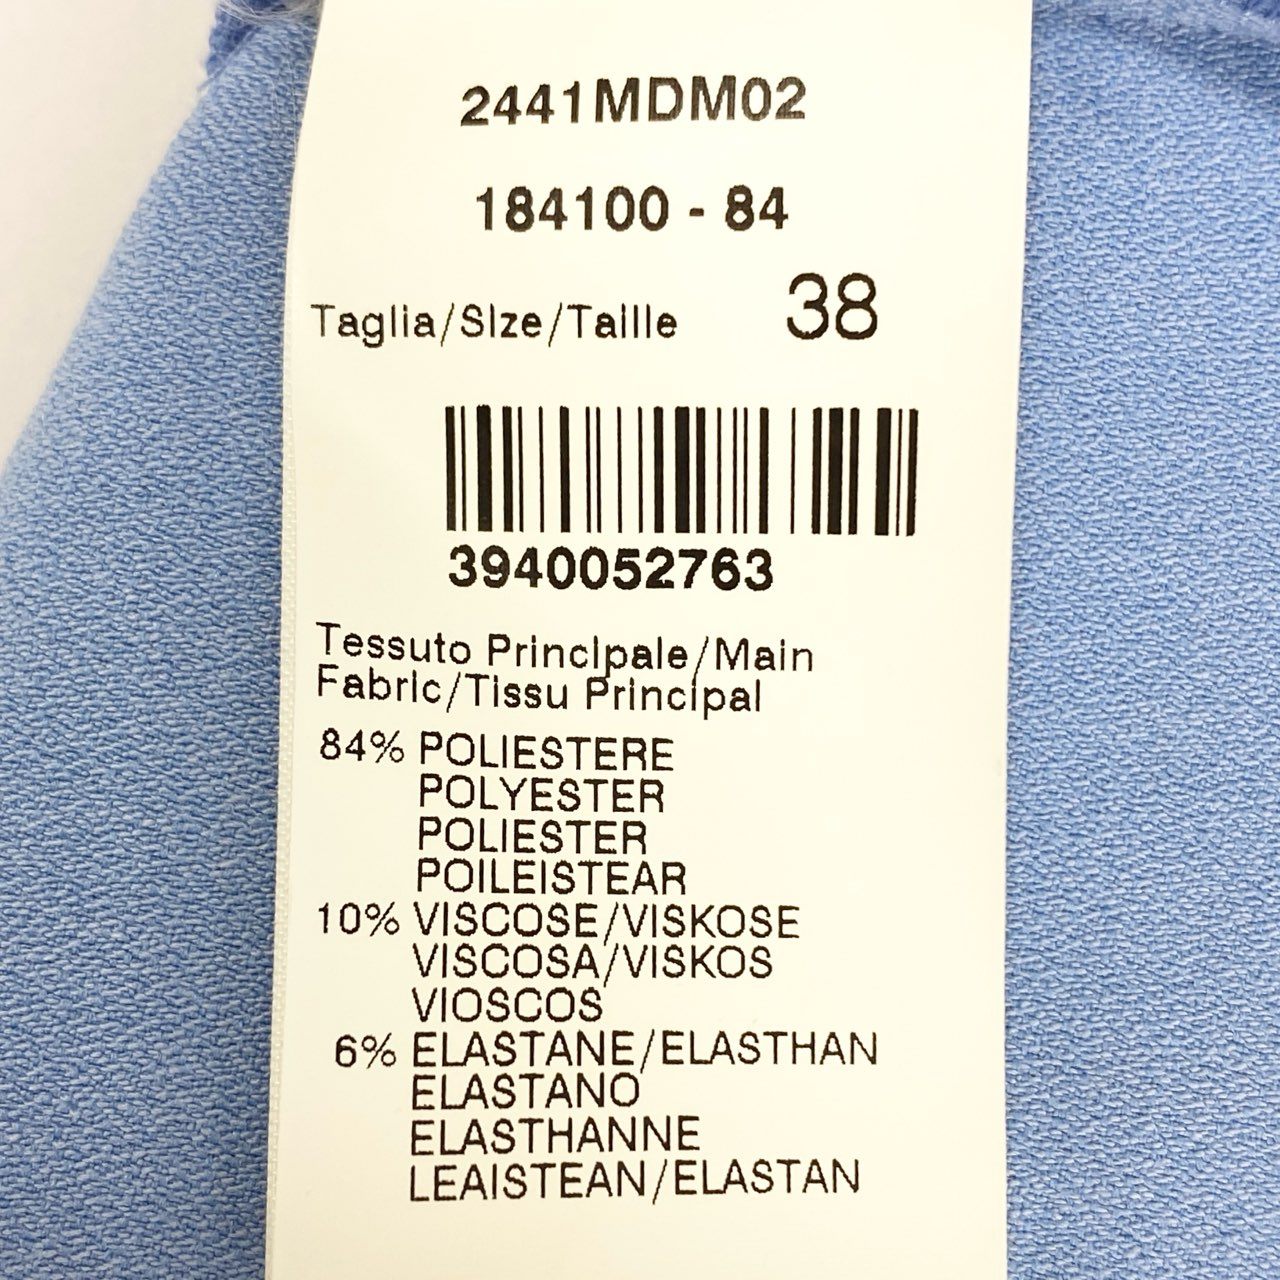 2441MDM02
184100 - 84
Taglia/Size/Taille 38
3940052763
Tessuto Principale/Main
Fabric/Tissu Principal
84% POLIESTERE
POLYESTER
POLIESTER
POILEISTEAR
10% VISCOSE/VISKOSE
VISCOSA/VISKOS
VIOSCOS
6% ELASTANE/ELASTHAN
ELASTANO
ELASTHANNE
LEAISTEAN/ELASTAN